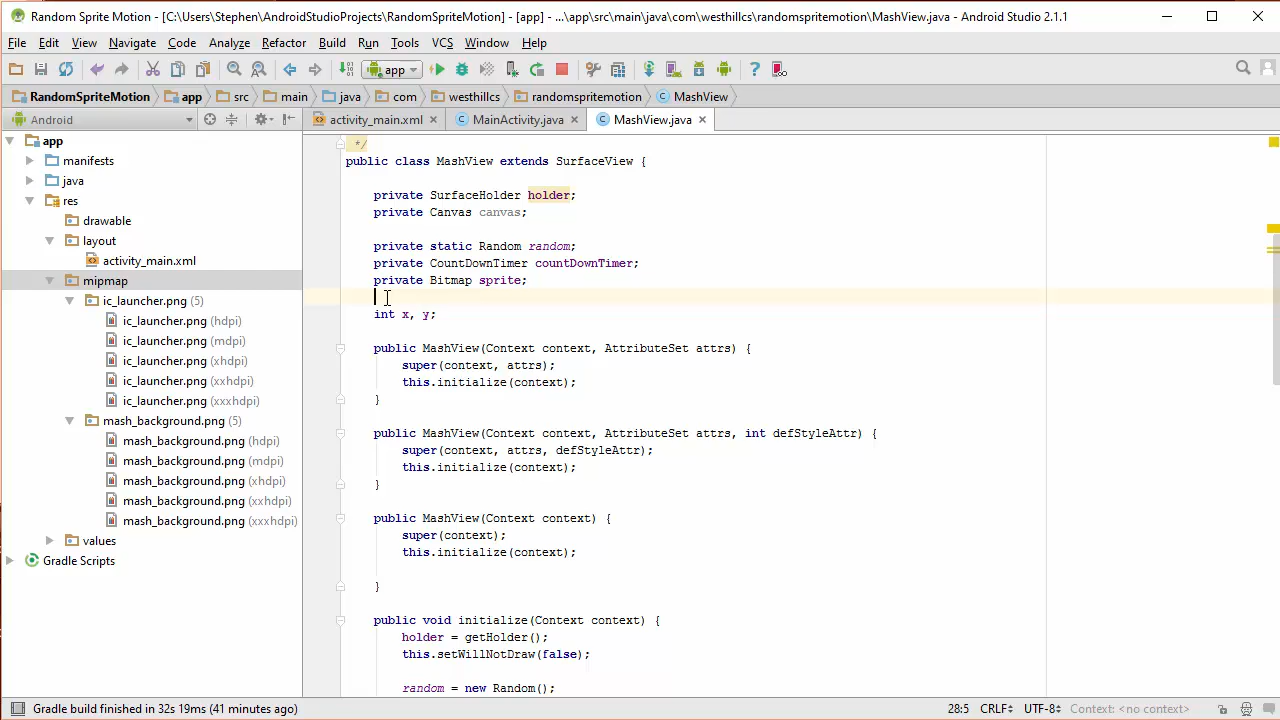 Random Sprite Motion - [C:\Users\Stephen\AndroidStudioProjects\RandomSpriteMotion] - [app] - ...\app\src\main\java\com\westhillcs\randomspritemotion\MashView.java - Android Studio 2.1.1
File Edit View Navigate Code Analyze Refactor Build Run Tools VCS Window Help
app
RandomSpriteMotion app src main java com westhillcs randomspritemotion MashView
Android
activity_main.xml MainActivity.java MashView.java
app
manifests
java
res
drawable
layout
activity_main.xml
mipmap
ic_launcher.png (5)
ic_launcher.png (hdpi)
ic_launcher.png (mdpi)
ic_launcher.png (xhdpi)
ic_launcher.png (xxhdpi)
ic_launcher.png (xxxhdpi)
mash_background.png (5)
mash_background.png (hdpi)
mash_background.png (mdpi)
mash_background.png (xhdpi)
mash_background.png (xxhdpi)
mash_background.png (xxxhdpi)
values
Gradle Scripts
*/
public class MashView extends SurfaceView {
private SurfaceHolder holder;
private Canvas canvas;
private static Random random;
private CountDownTimer countDownTimer;
private Bitmap sprite;
int x, y;
public MashView(Context context, AttributeSet attrs) {
super(context, attrs);
this.initialize(context);
}
public MashView(Context context, AttributeSet attrs, int defStyleAttr) {
super(context, attrs, defStyleAttr);
this.initialize(context);
}
public MashView(Context context) {
super(context);
this.initialize(context);
}
public void initialize(Context context) {
holder = getHolder();
this.setWillNotDraw(false);
random = new Random();
Gradle build finished in 32s 19ms (41 minutes ago)
28:5 CRLF UTF-8 Context: <no context>